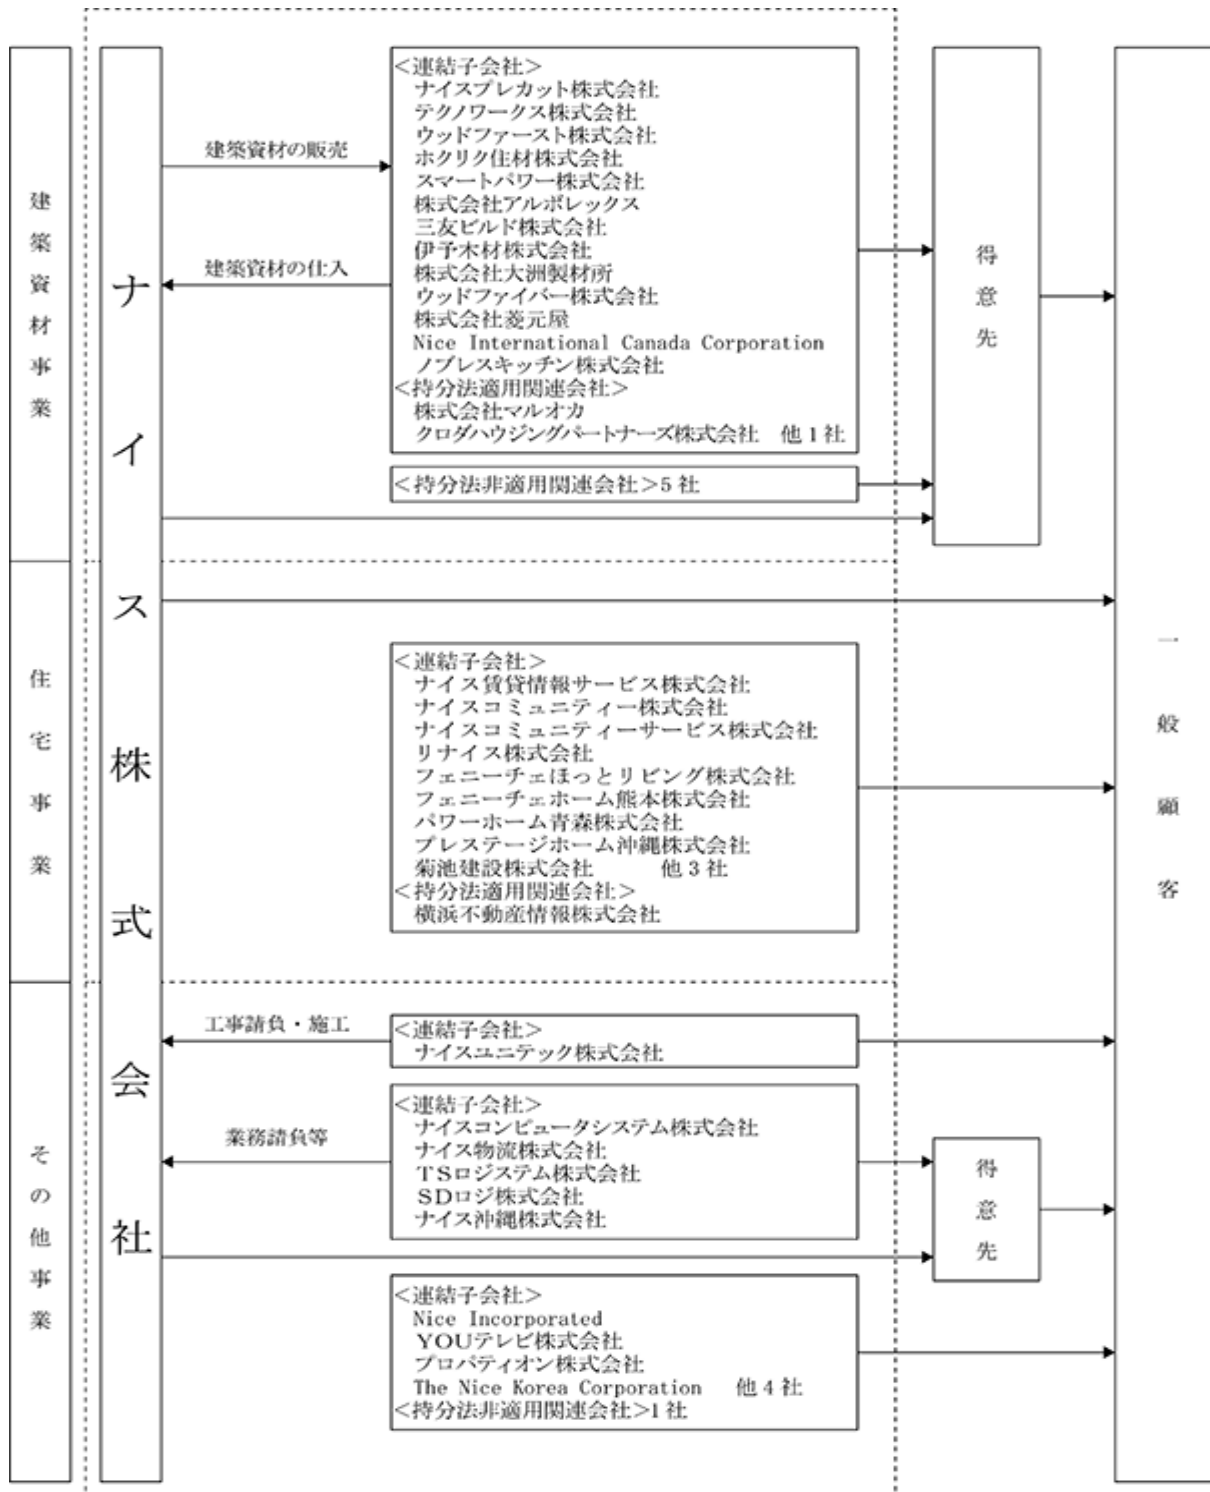 建築資材事業
ナイス株式会社
建築資材の販売
建築資材の仕入
＜連結子会社＞
ナイスプレカット株式会社
テクノワークス株式会社
ウッドファースト株式会社
ホクリク住材株式会社
スマートパワー株式会社
株式会社アルボレックス
三友ビルド株式会社
伊予木材株式会社
株式会社大洲製材所
ウッドファイバー株式会社
株式会社菱元屋
Nice International Canada Corporation
ノブレスキッチン株式会社
＜持分法適用関連会社＞
株式会社マルオカ
クロダハウジングパートナーズ株式会社　他１社
＜持分法非適用関連会社＞5 社
得意先
一般顧客
住宅事業
＜連結子会社＞
ナイス賃貸情報サービス株式会社
ナイスコミュニティー株式会社
ナイスコミュニティーサービス株式会社
リナイス株式会社
フェニーチェほっとリビング株式会社
フェニーチェホーム熊本株式会社
パワーホーム青森株式会社
プレステージホーム沖縄株式会社
菊池建設株式会社　　　他３社
＜持分法適用関連会社＞
横浜不動産情報株式会社
その他事業
工事請負・施工
＜連結子会社＞
ナイスユニテック株式会社
業務請負等
＜連結子会社＞
ナイスコンピュータシステム株式会社
ナイス物流株式会社
ＴＳロジシステム株式会社
ＳＤロジ株式会社
ナイス沖縄株式会社
得意先
＜連結子会社＞
Nice Incorporated
ＹＯＵテレビ株式会社
プロパティオン株式会社
The Nice Korea Corporation　他４社
＜持分法非適用関連会社＞1 社